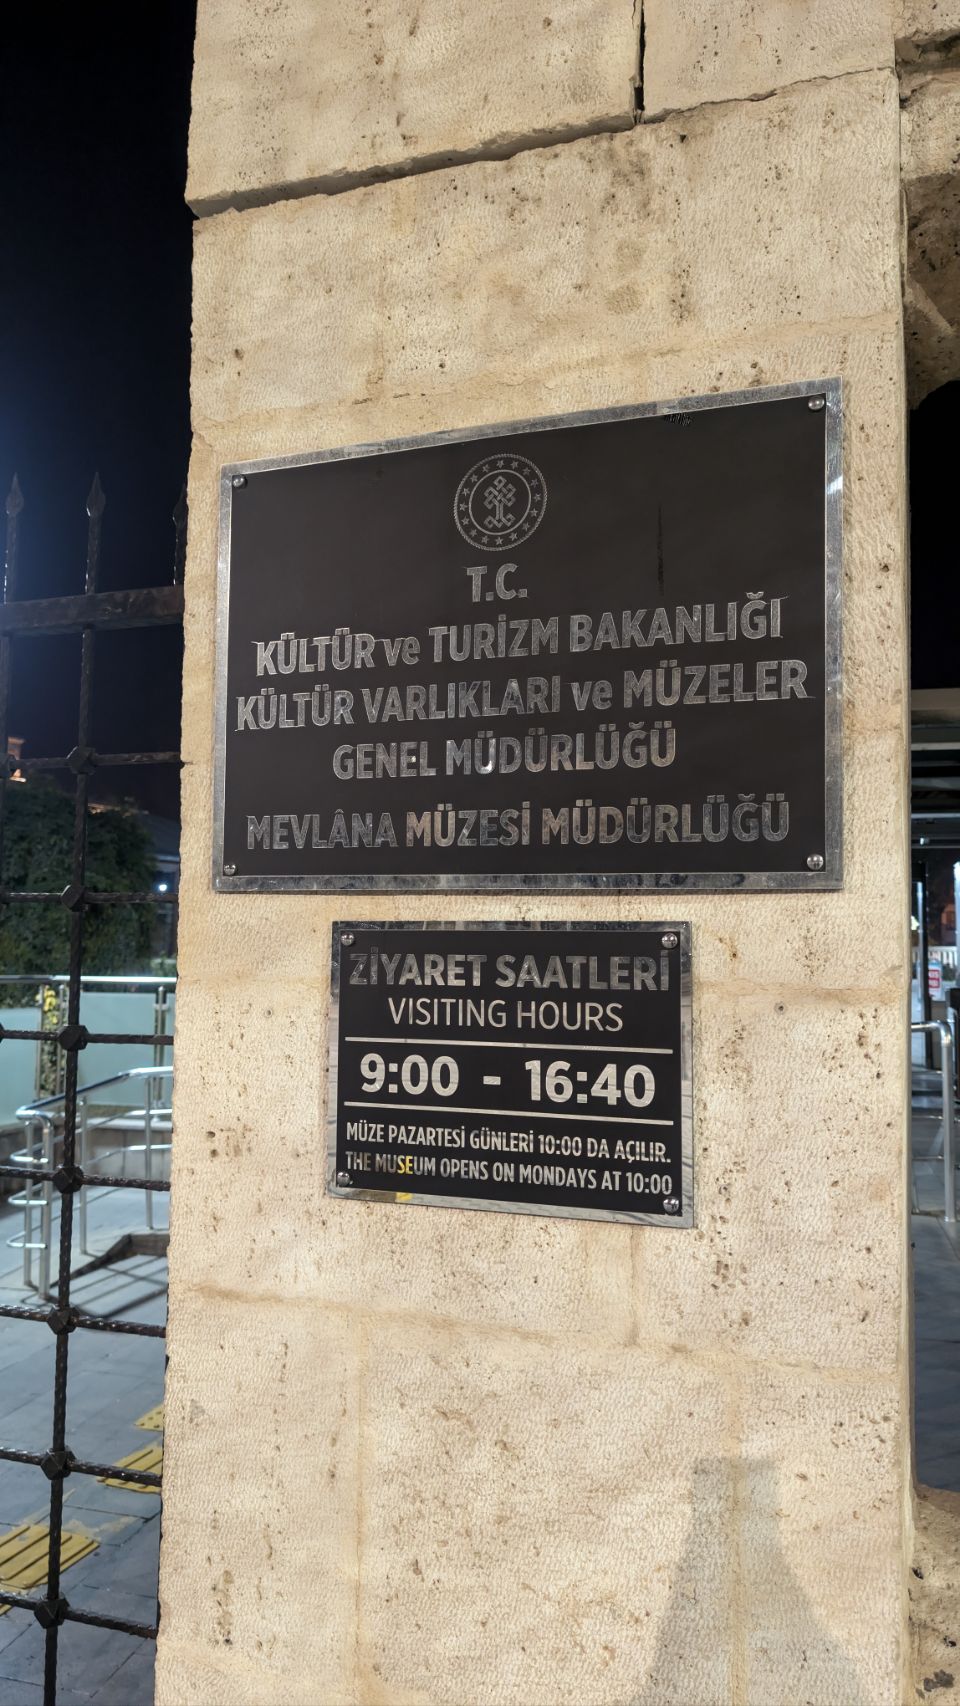 T.C.
KÜLTÜR ve TURİZM BAKANLIĞI
KÜLTÜR VARLIKLARI ve MÜZELER
GENEL MÜDÜRLÜĞÜ
MEVLÂNA MÜZESİ MÜDÜRLÜĞÜ
ZİYARET SAATLERİ
VISITING HOURS
9:00 - 16:40
MÜZE PAZARTESİ GÜNLERİ 10:00 DA AÇILIR.
THE MUSEUM OPENS ON MONDAYS AT 10:00